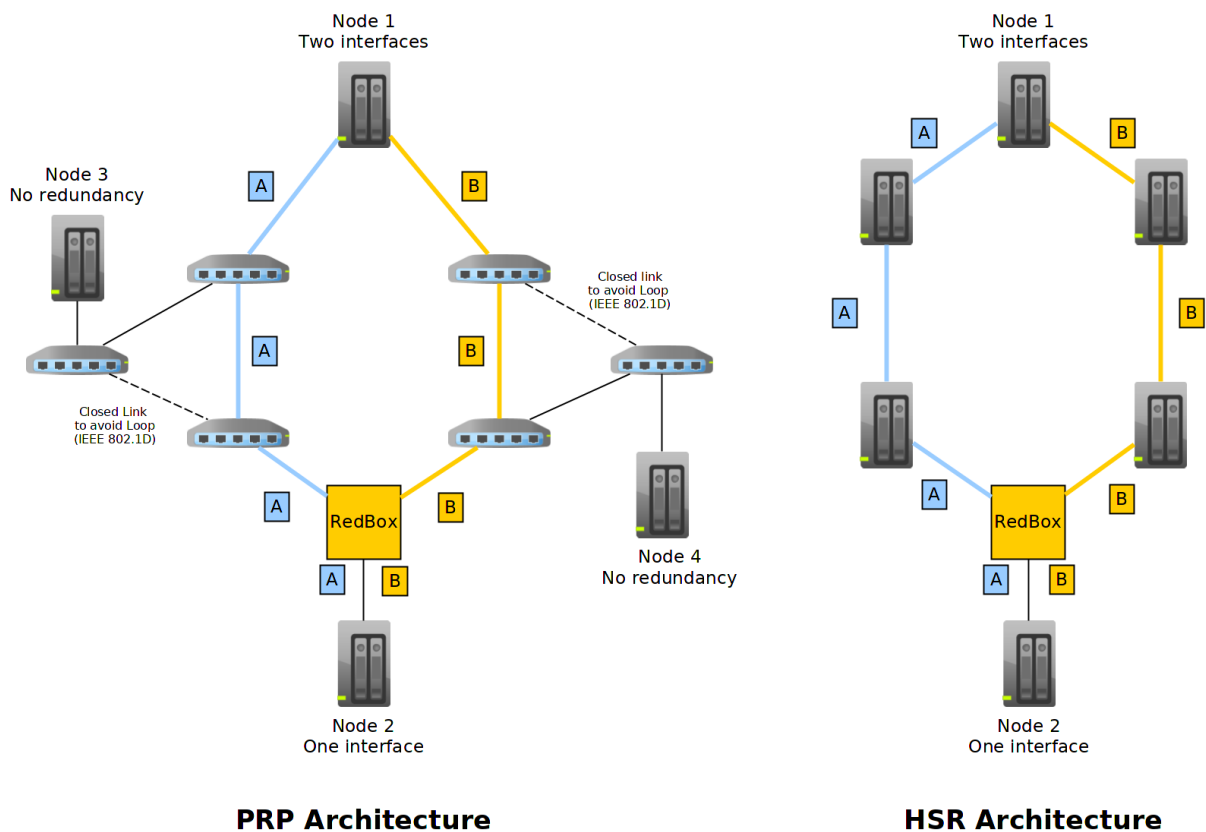 Node 1
Two interfaces
A
B
Node 3
No redundancy
Closed link
to avoid Loop
(IEEE 802.1D)
A
B
Closed Link
to avoid Loop
(IEEE 802.1D)
A
B
RedBox
A
B
Node 4
No redundancy
Node 2
One interface
PRP Architecture
Node 1
Two interfaces
A
B
A
B
A
B
RedBox
A
B
Node 2
One interface
HSR Architecture